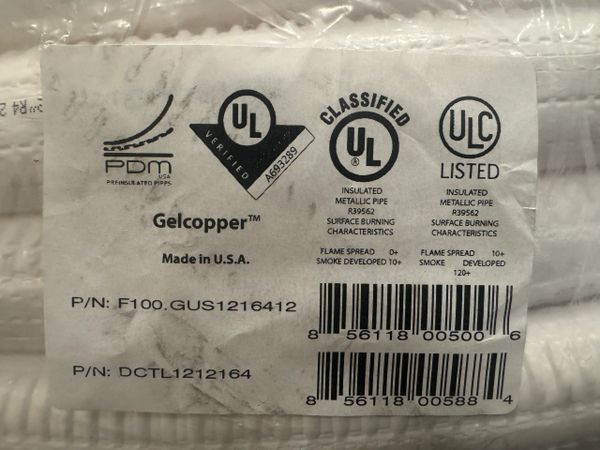 PDM
USA
PREINSULATED PIPES
UL
VERIFIED
A693289
CLASSIFIED
UL
®
INSULATED
METALLIC PIPE
R39562
SURFACE BURNING
CHARACTERISTICS
FLAME SPREAD 0+
SMOKE DEVELOPED 10+
ULC
LISTED
INSULATED
METALLIC PIPE
R39562
SURFACE BURNING
CHARACTERISTICS
FLAME SPREAD 10+
SMOKE DEVELOPED
120+
Gelcopper™
Made in U.S.A.
P/N: F100.GUS1216412
8 56118 00500 6
P/N: DCTL1212164
8 56118 00588 4